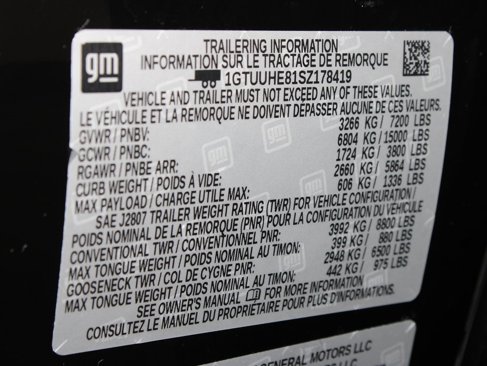 gm
TRAILERING INFORMATION
INFORMATION SUR LE TRACTAGE DE REMORQUE
1GTUUHE81SZ178419
VEHICLE AND TRAILER MUST NOT EXCEED ANY OF THESE VALUES.
LE VÉHICULE ET LA REMORQUE NE DOIVENT DÉPASSER AUCUNE DE CES VALEURS.
GVWR / PNBV: 3266 KG / 7200 LBS
GCWR / PNBC: 6804 KG / 15000 LBS
RGAWR / PNBE ARR: 1724 KG / 3800 LBS
CURB WEIGHT / POIDS À VIDE: 2660 KG / 5864 LBS
MAX PAYLOAD / CHARGE UTILE MAX: 606 KG / 1336 LBS
SAE J2807 TRAILER WEIGHT RATING (TWR) FOR VEHICLE CONFIGURATION /
POIDS NOMINAL DE LA REMORQUE (PNR) POUR LA CONFIGURATION DU VÉHICULE
CONVENTIONAL TWR / CONVENTIONNEL PNR: 3992 KG / 8800 LBS
MAX TONGUE WEIGHT / POIDS NOMINAL AU TIMON: 399 KG / 880 LBS
GOOSENECK TWR / COL DE CYGNE PNR: 2948 KG / 6500 LBS
MAX TONGUE WEIGHT / POIDS NOMINAL AU TIMON: 442 KG / 975 LBS
SEE OWNER'S MANUAL FOR MORE INFORMATION
CONSULTEZ LE MANUEL DU PROPRIÉTAIRE POUR PLUS D'INFORMATIONS.
GENERAL MOTORS LLC
MOTORS LLC